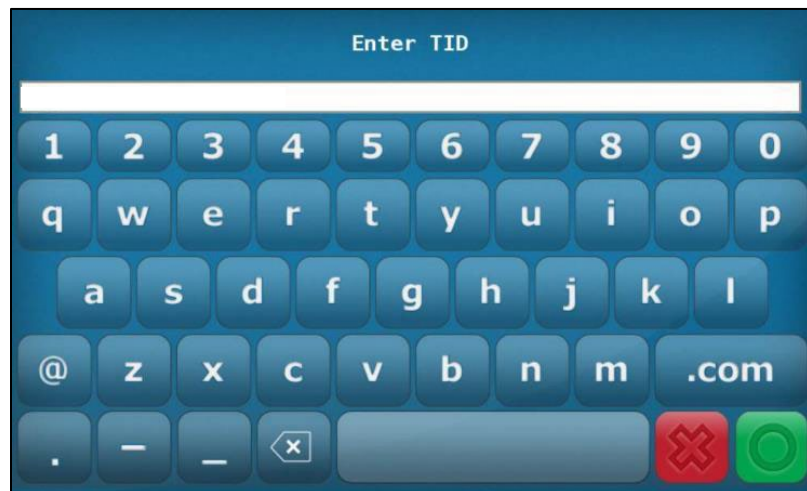 Enter TID
1 2 3 4 5 6 7 8 9 0
q w e r t y u i o p
a s d f g h j k l
@ z x c v b n m .com
. – _